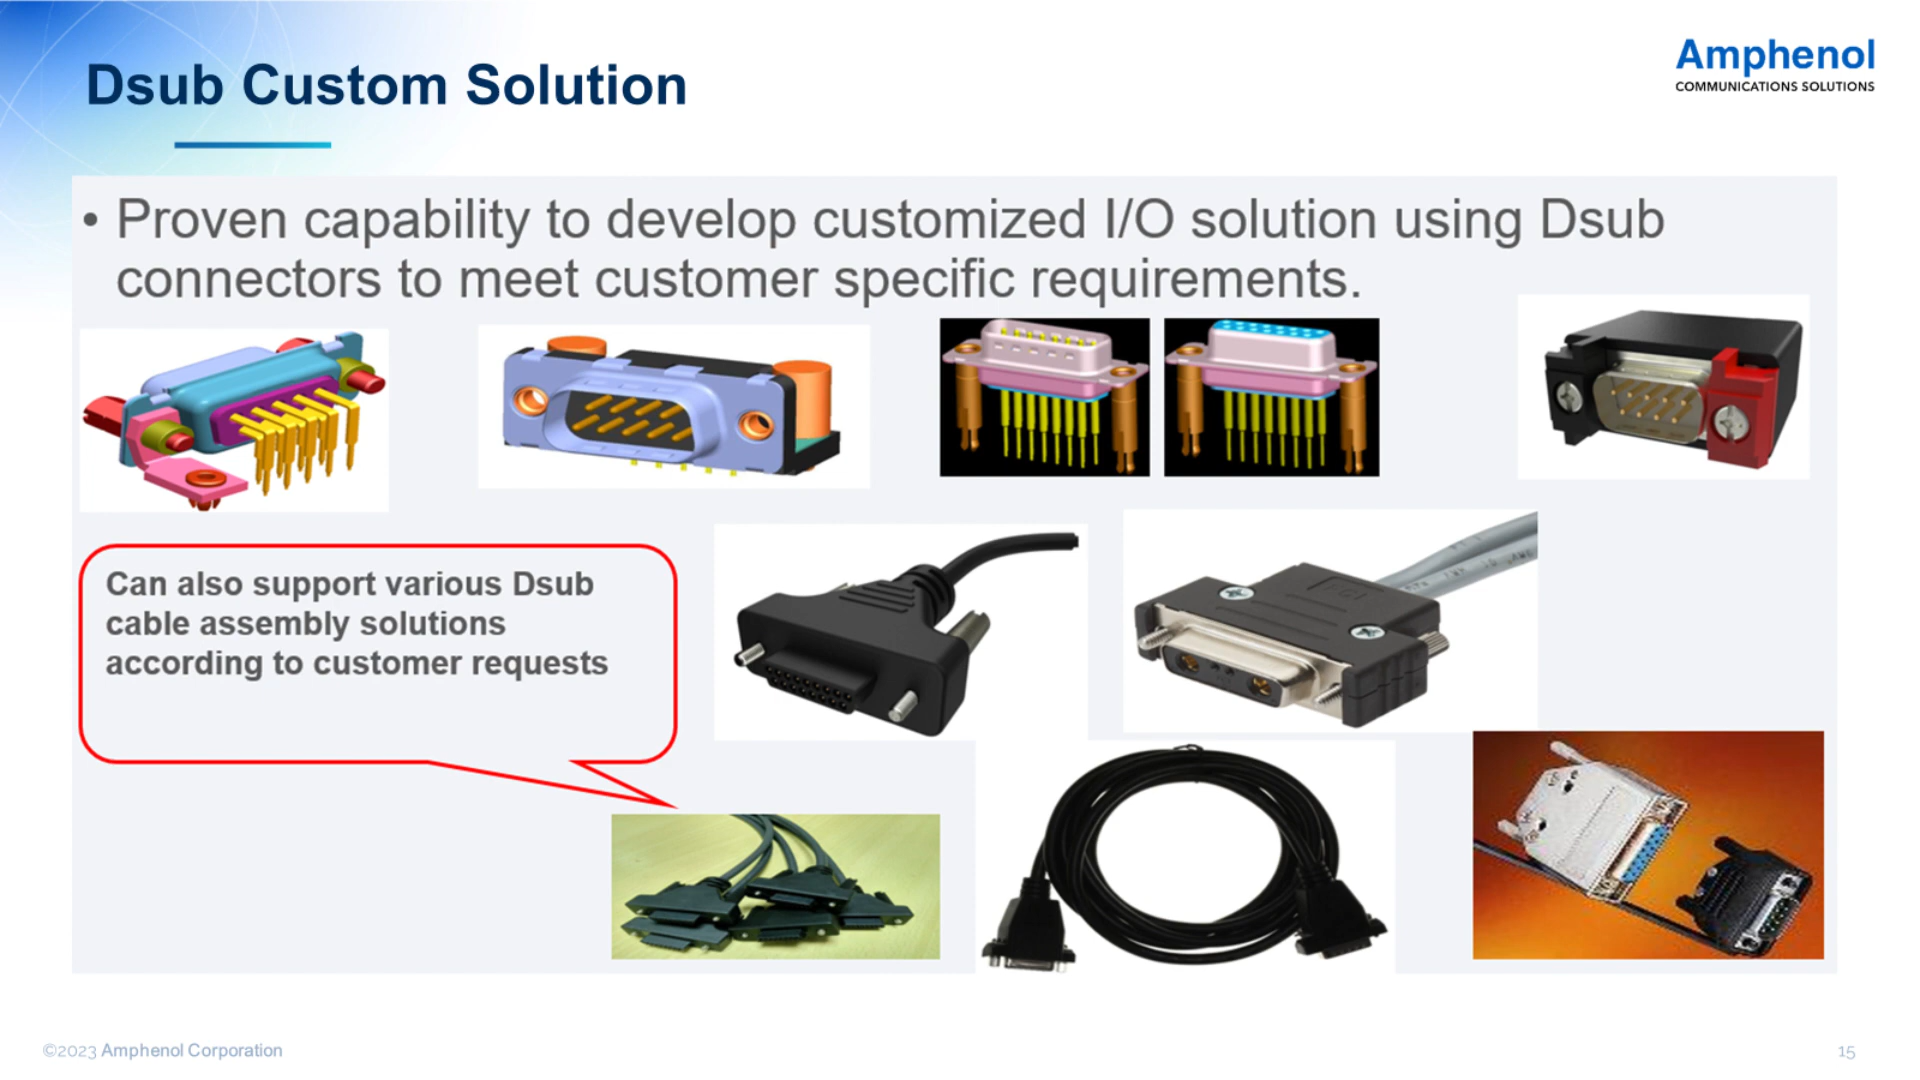 Dsub Custom Solution
Amphenol
COMMUNICATIONS SOLUTIONS
• Proven capability to develop customized I/O solution using Dsub
connectors to meet customer specific requirements.
Can also support various Dsub
cable assembly solutions
according to customer requests
FCI
©2023 Amphenol Corporation
15